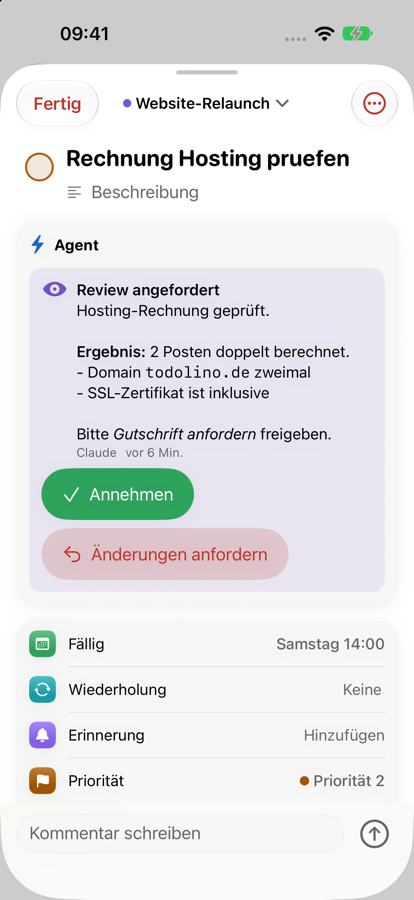 09:41
Fertig
Website-Relaunch
Rechnung Hosting pruefen
Beschreibung
Agent
Review angefordert
Hosting-Rechnung geprüft.
Ergebnis: 2 Posten doppelt berechnet.
- Domain todolino.de zweimal
- SSL-Zertifikat ist inklusive
Bitte Gutschrift anfordern freigeben.
Claude vor 6 Min.
Annehmen
Änderungen anfordern
Fällig Samstag 14:00
Wiederholung Keine
Erinnerung Hinzufügen
Priorität Priorität 2
Kommentar schreiben